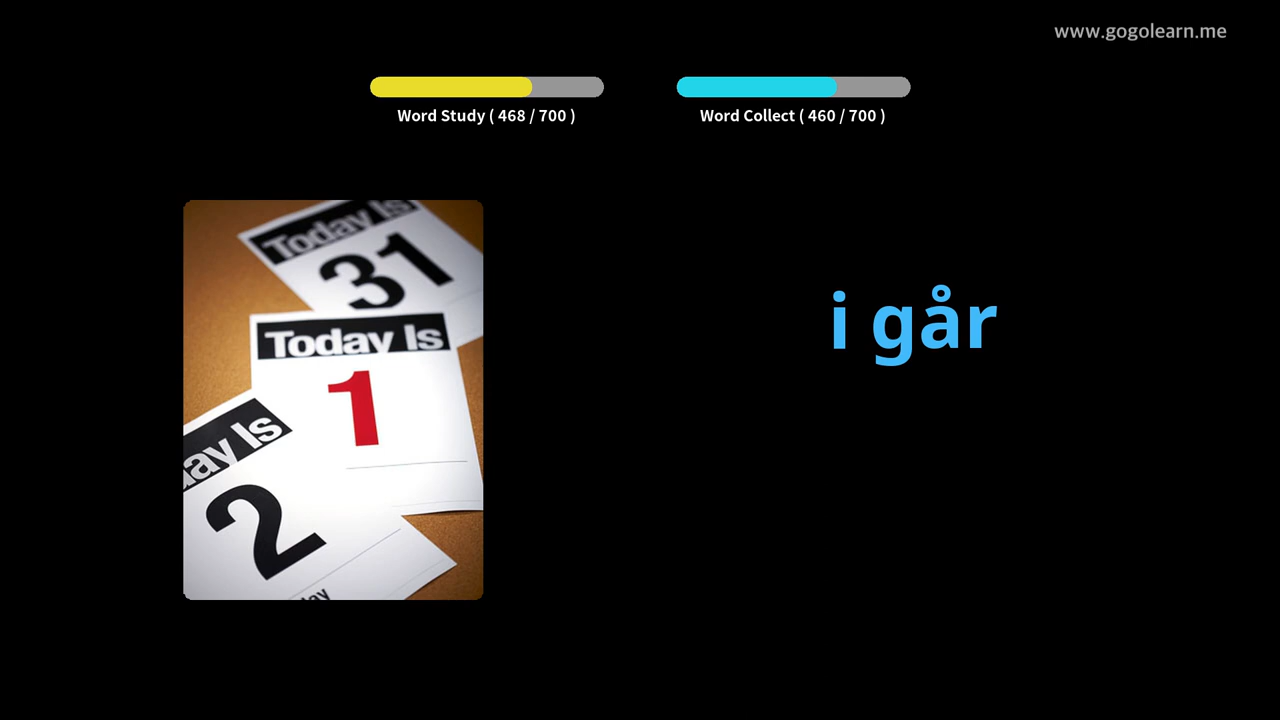 www.gogolearn.me
Word Study ( 468 / 700 )
Word Collect ( 460 / 700 )
Today Is
31
Today Is
1
ay Is
2
i går